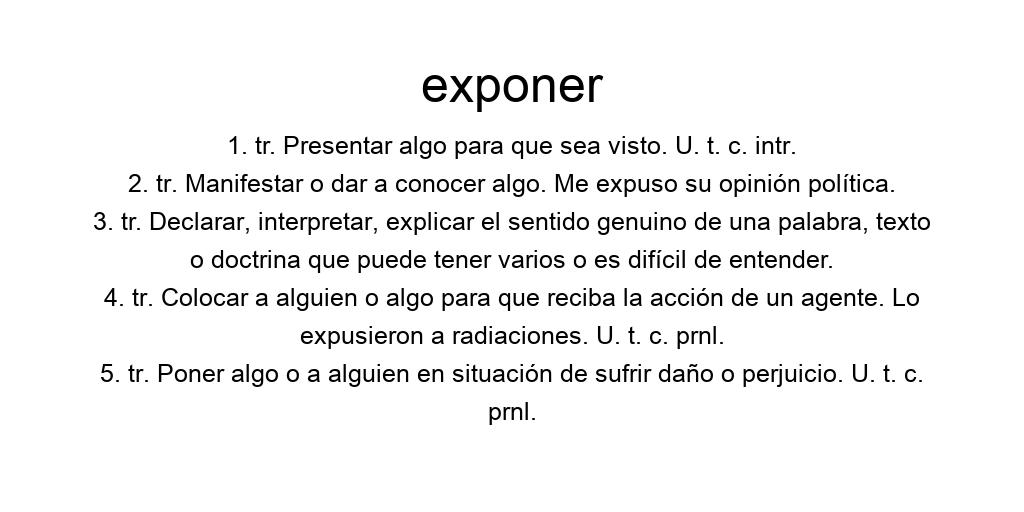 exponer
1. tr. Presentar algo para que sea visto. U. t. c. intr.
2. tr. Manifestar o dar a conocer algo. Me expuso su opinión política.
3. tr. Declarar, interpretar, explicar el sentido genuino de una palabra, texto
o doctrina que puede tener varios o es difícil de entender.
4. tr. Colocar a alguien o algo para que reciba la acción de un agente. Lo
expusieron a radiaciones. U. t. c. prnl.
5. tr. Poner algo o a alguien en situación de sufrir daño o perjuicio. U. t. c.
prnl.